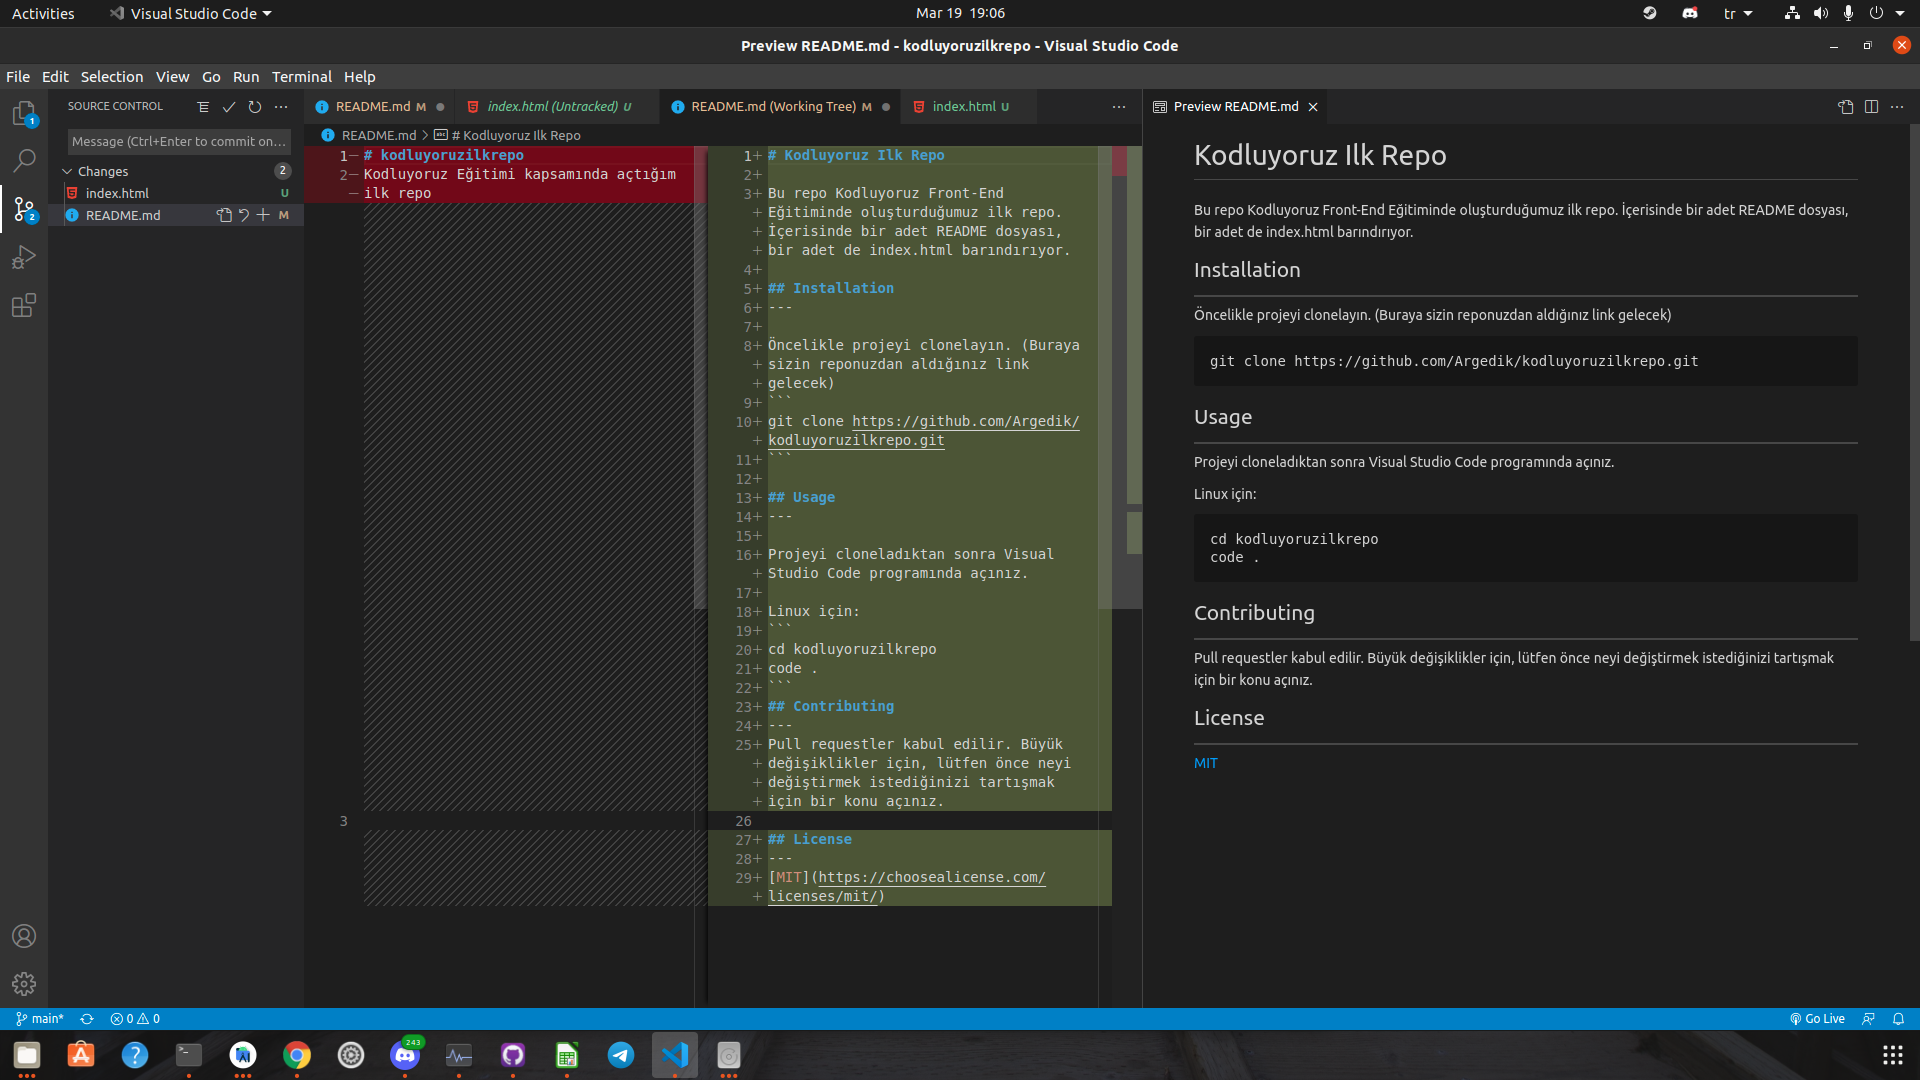 Activities
Visual Studio Code
Mar 19 19:06
tr
Preview README.md - kodluyoruzilkrepo - Visual Studio Code
File Edit Selection View Go Run Terminal Help
SOURCE CONTROL
Message (Ctrl+Enter to commit on...
Changes 2
index.html U
README.md M
1
2
README.md M
index.html (Untracked) U
README.md (Working Tree) M
index.html U
README.md > # Kodluyoruz Ilk Repo
1 # kodluyoruzilkrepo
2 Kodluyoruz Eğitimi kapsamında açtığım
ilk repo
3
1+ # Kodluyoruz Ilk Repo
2+
3+ Bu repo Kodluyoruz Front-End
+ Eğitiminde oluşturduğumuz ilk repo.
+ İçerisinde bir adet README dosyası,
+ bir adet de index.html barındırıyor.
4+
5+ ## Installation
6+ ---
7+
8+ Öncelikle projeyi clonelayın. (Buraya
+ sizin reponuzdan aldığınız link
+ gelecek)
9+ ```
10+ git clone https://github.com/Argedik/
+ kodluyoruzilkrepo.git
11+ ```
12+
13+ ## Usage
14+ ---
15+
16+ Projeyi cloneladıktan sonra Visual
+ Studio Code programında açınız.
17+
18+ Linux için:
19+ ```
20+ cd kodluyoruzilkrepo
21+ code .
22+ ```
23+ ## Contributing
24+ ---
25+ Pull requestler kabul edilir. Büyük
+ değişiklikler için, lütfen önce neyi
+ değiştirmek istediğinizi tartışmak
+ için bir konu açınız.
26
27+ ## License
28+ ---
29+ [MIT](https://choosealicense.com/
+ licenses/mit/)
Preview README.md
Kodluyoruz Ilk Repo
Bu repo Kodluyoruz Front-End Eğitiminde oluşturduğumuz ilk repo. İçerisinde bir adet README dosyası,
bir adet de index.html barındırıyor.
Installation
Öncelikle projeyi clonelayın. (Buraya sizin reponuzdan aldığınız link gelecek)
git clone https://github.com/Argedik/kodluyoruzilkrepo.git
Usage
Projeyi cloneladıktan sonra Visual Studio Code programında açınız.
Linux için:
cd kodluyoruzilkrepo
code .
Contributing
Pull requestler kabul edilir. Büyük değişiklikler için, lütfen önce neyi değiştirmek istediğinizi tartışmak
için bir konu açınız.
License
MIT
main* 0 0
Go Live
243